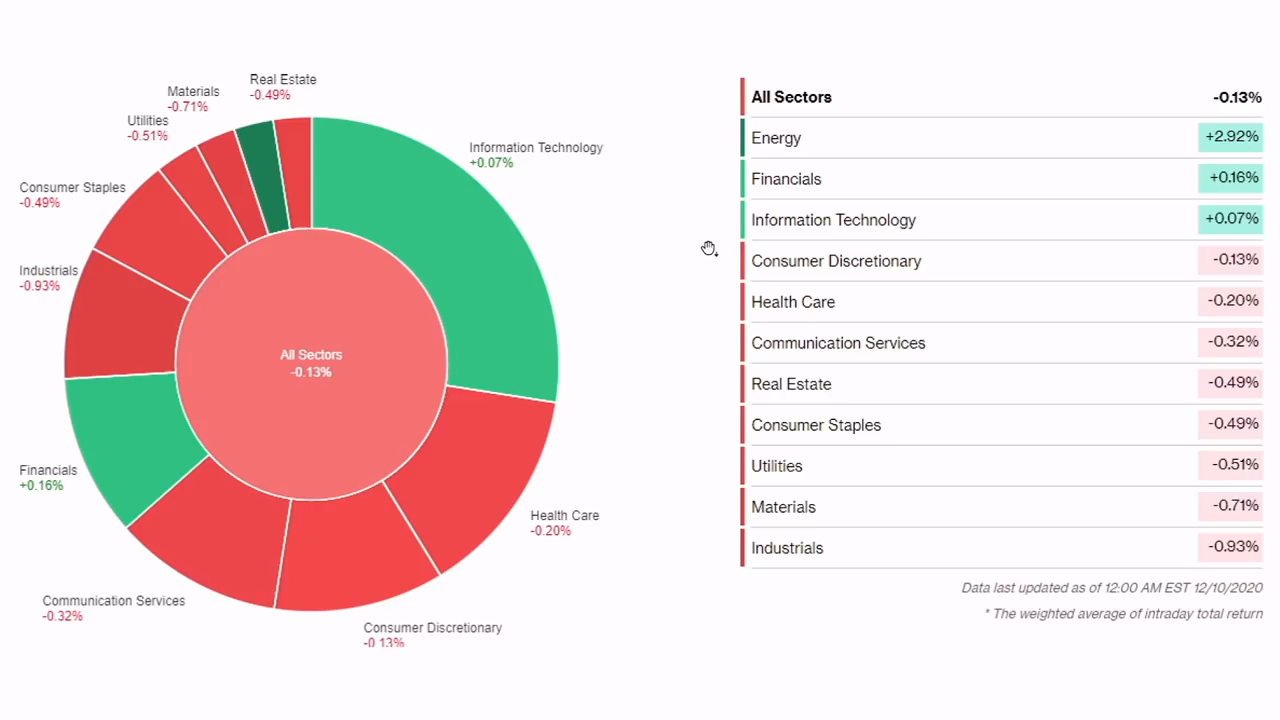 Real Estate
-0.49%
Materials
-0.71%
Utilities
-0.51%
Information Technology
+0.07%
Consumer Staples
-0.49%
Industrials
-0.93%
All Sectors
-0.13%
Financials
+0.16%
Health Care
-0.20%
Communication Services
-0.32%
Consumer Discretionary
-0.13%
All Sectors -0.13%
Energy +2.92%
Financials +0.16%
Information Technology +0.07%
Consumer Discretionary -0.13%
Health Care -0.20%
Communication Services -0.32%
Real Estate -0.49%
Consumer Staples -0.49%
Utilities -0.51%
Materials -0.71%
Industrials -0.93%
Data last updated as of 12:00 AM EST 12/10/2020
* The weighted average of intraday total return